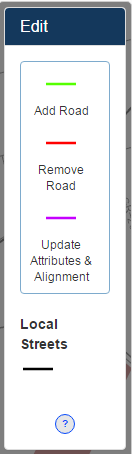 Edit
Add Road
Remove
Road
Update
Attributes &
Alignment
Local
Streets
?